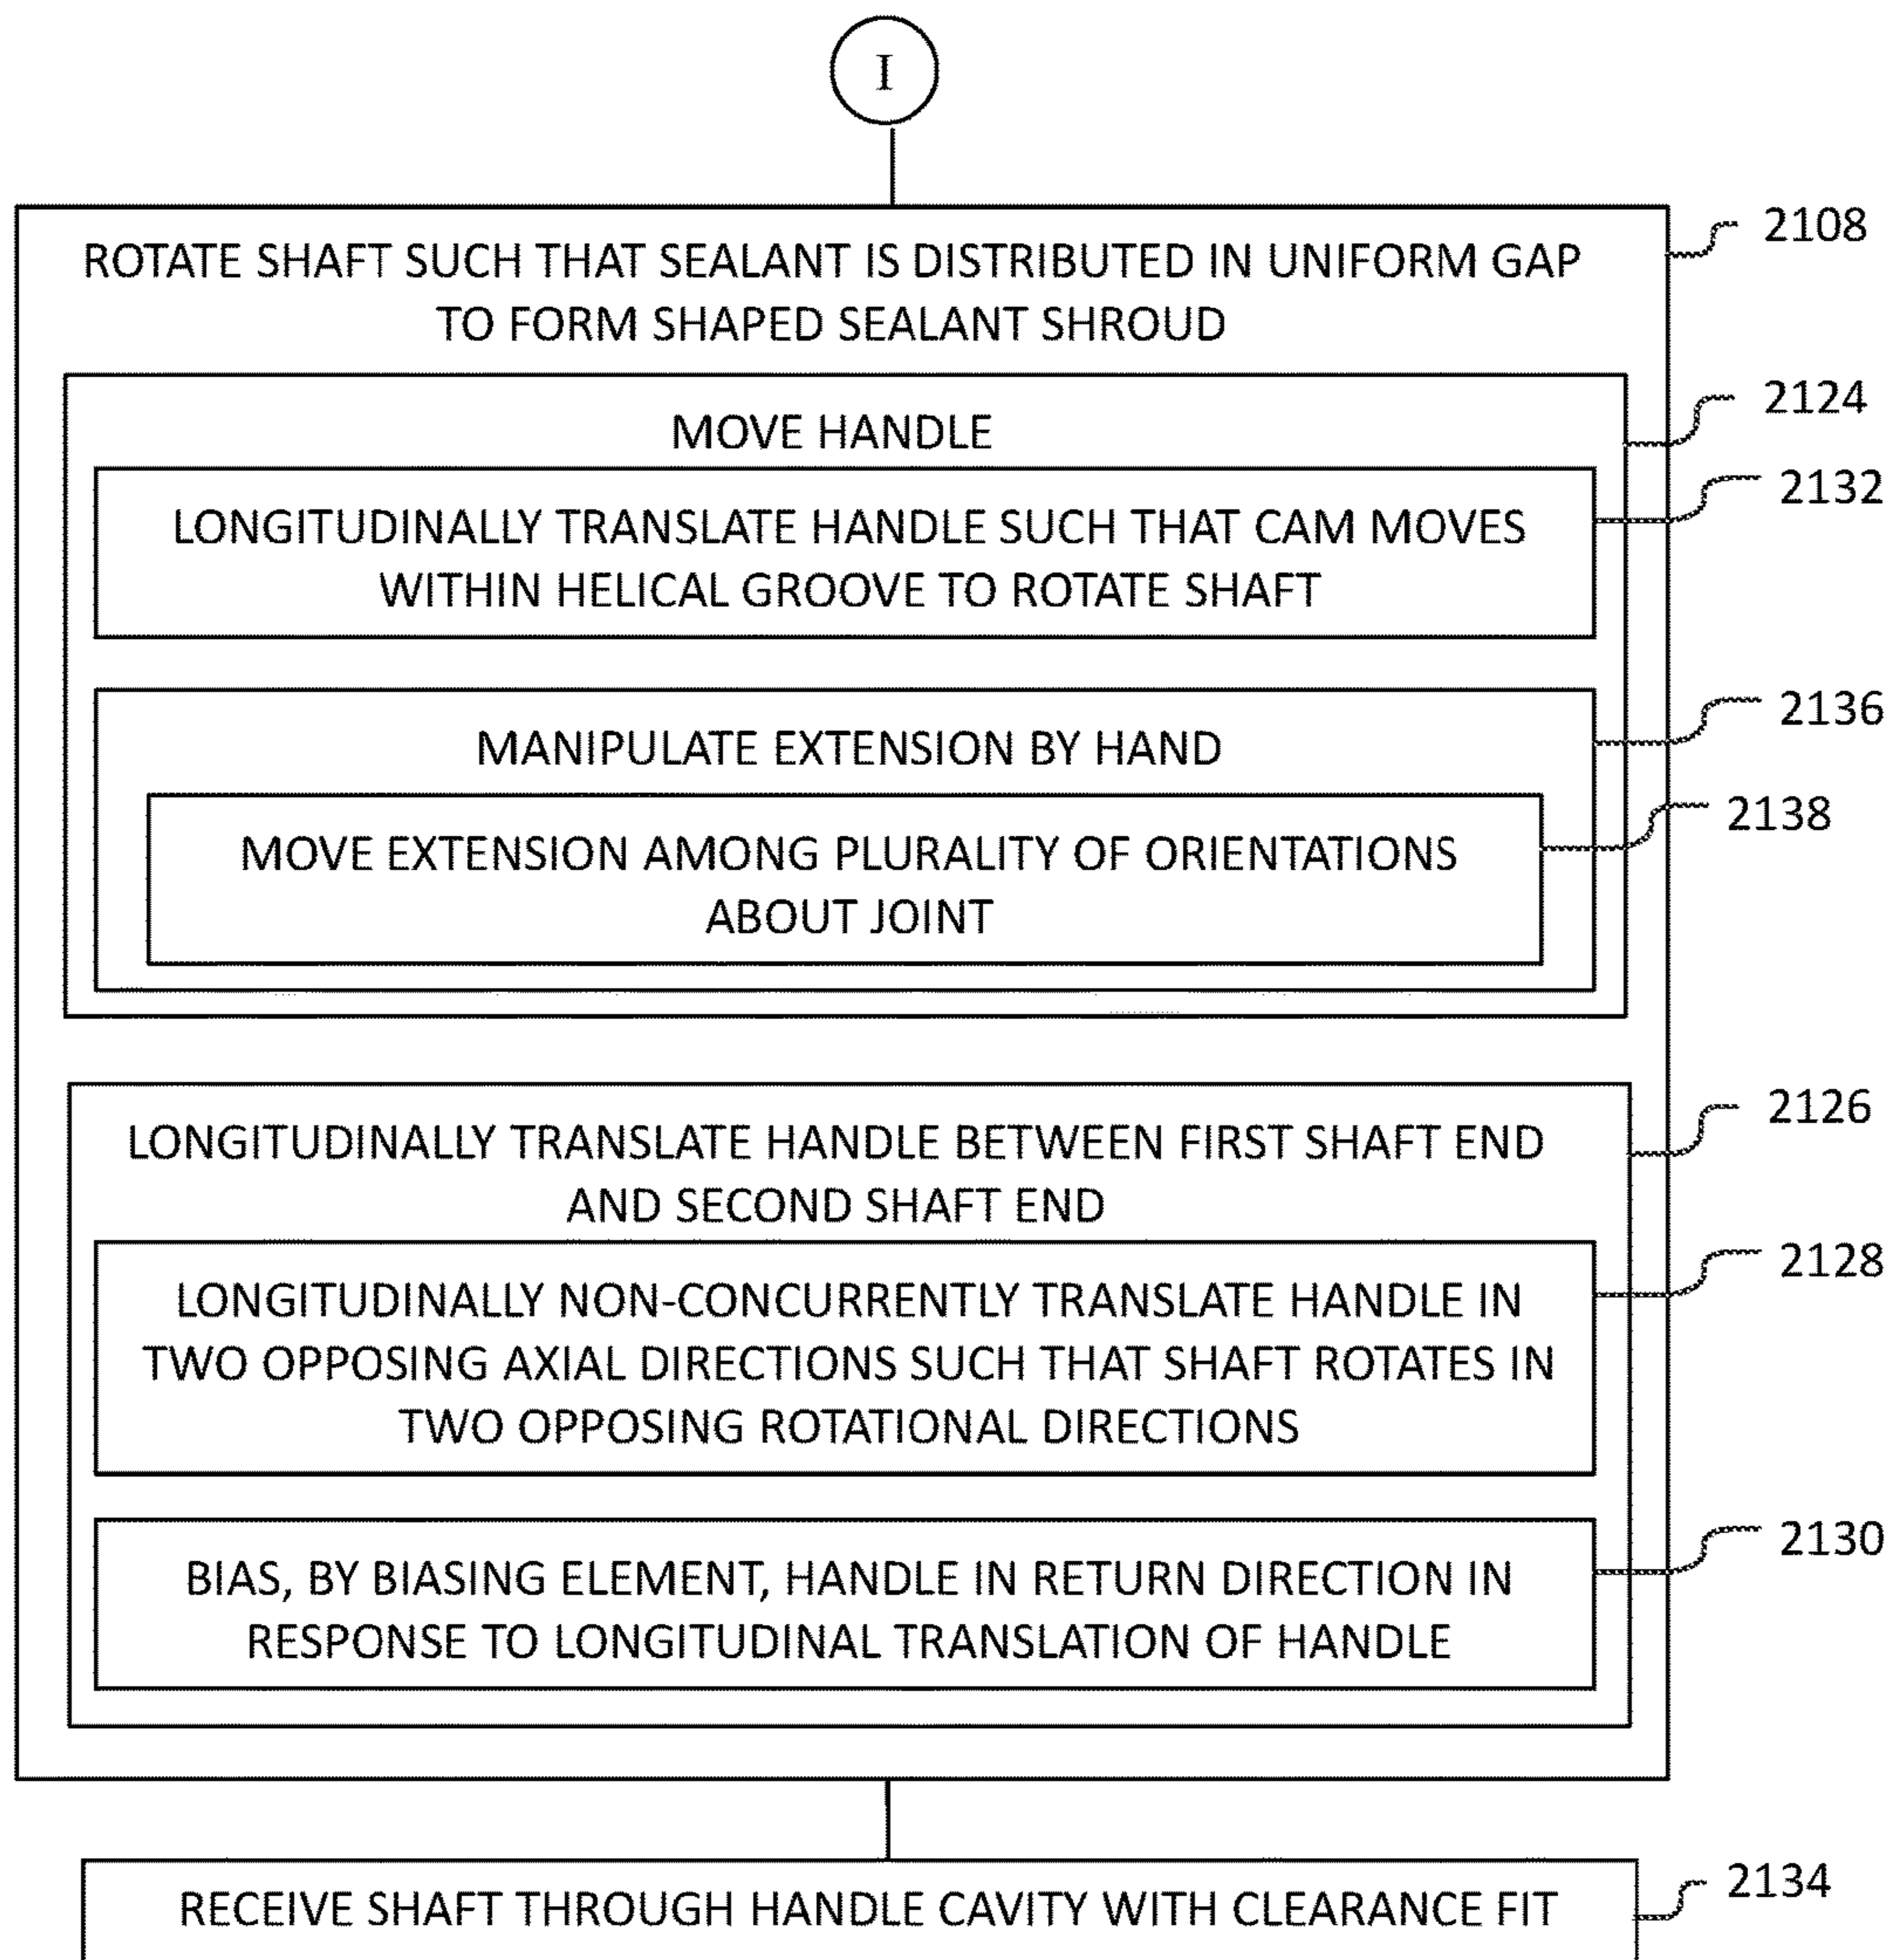 I
ROTATE SHAFT SUCH THAT SEALANT IS DISTRIBUTED IN UNIFORM GAP
TO FORM SHAPED SEALANT SHROUD
2108
MOVE HANDLE
2124
LONGITUDINALLY TRANSLATE HANDLE SUCH THAT CAM MOVES
WITHIN HELICAL GROOVE TO ROTATE SHAFT
2132
MANIPULATE EXTENSION BY HAND
2136
MOVE EXTENSION AMONG PLURALITY OF ORIENTATIONS
ABOUT JOINT
2138
LONGITUDINALLY TRANSLATE HANDLE BETWEEN FIRST SHAFT END
AND SECOND SHAFT END
2126
LONGITUDINALLY NON-CONCURRENTLY TRANSLATE HANDLE IN
TWO OPPOSING AXIAL DIRECTIONS SUCH THAT SHAFT ROTATES IN
TWO OPPOSING ROTATIONAL DIRECTIONS
2128
BIAS, BY BIASING ELEMENT, HANDLE IN RETURN DIRECTION IN
RESPONSE TO LONGITUDINAL TRANSLATION OF HANDLE
2130
RECEIVE SHAFT THROUGH HANDLE CAVITY WITH CLEARANCE FIT
2134